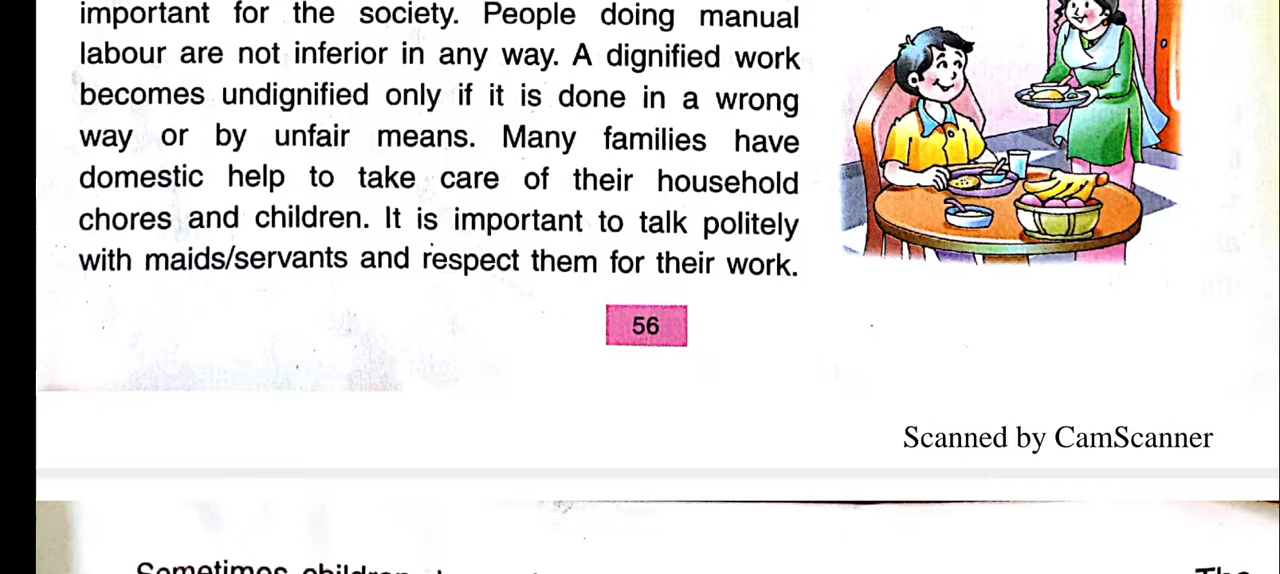 important for the society. People doing manual
labour are not inferior in any way. A dignified work
becomes undignified only if it is done in a wrong
way or by unfair means. Many families have
domestic help to take care of their household
chores and children. It is important to talk politely
with maids/servants and respect them for their work.
56
Scanned by CamScanner
Sometimes children The